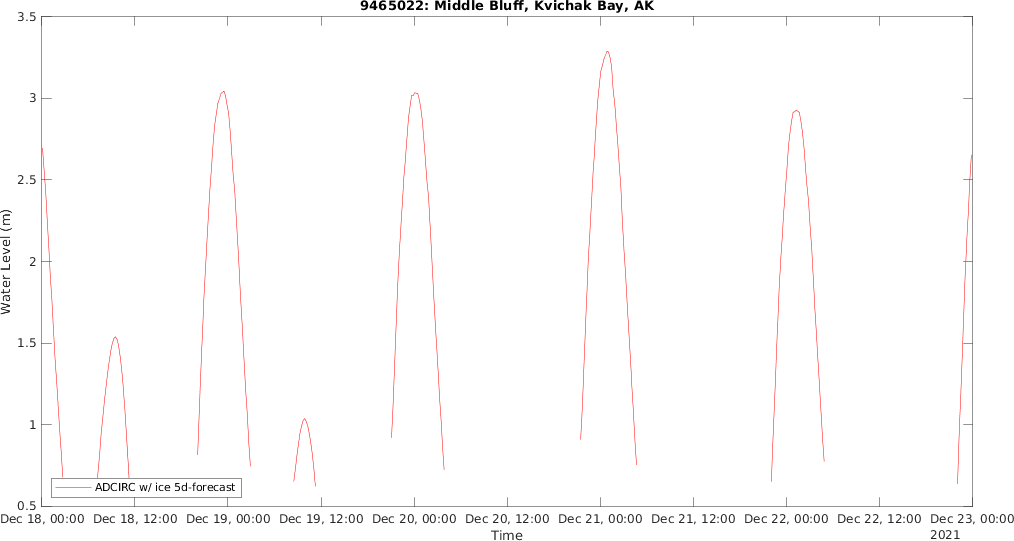 9465022: Middle Bluff, Kvichak Bay, AK
Water Level (m)
3.5
3
2.5
2
1.5
1
0.5
ADCIRC w/ ice 5d-forecast
Dec 18, 00:00 Dec 18, 12:00 Dec 19, 00:00 Dec 19, 12:00 Dec 20, 00:00 Dec 20, 12:00 Dec 21, 00:00 Dec 21, 12:00 Dec 22, 00:00 Dec 22, 12:00 Dec 23, 00:00
2021
Time